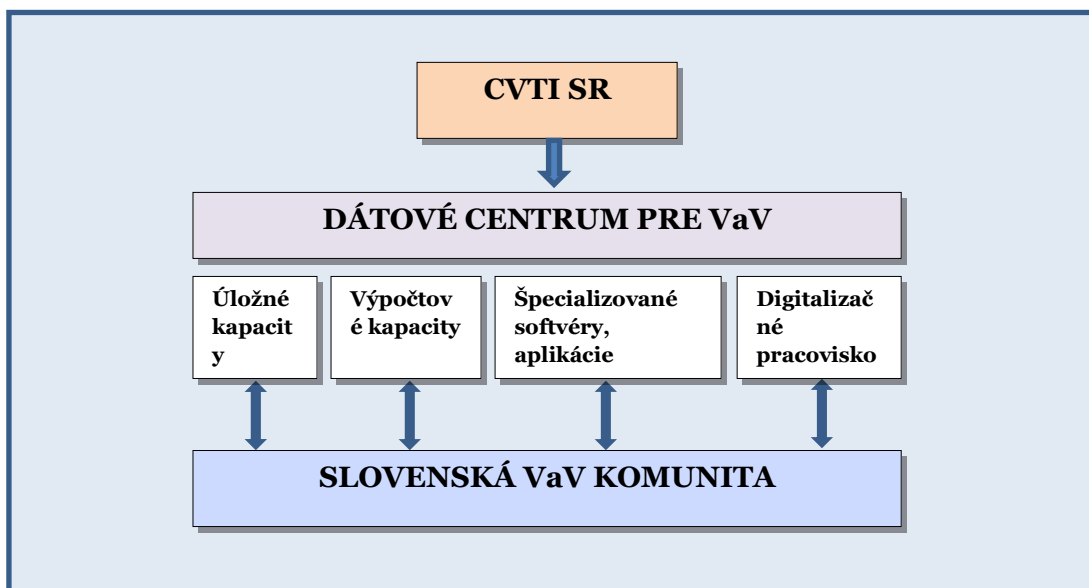 CVTI SR
DÁTOVÉ CENTRUM PRE VaV
Úložné
kapacit
y
Výpočtov
é kapacity
Špecializované
softvéry,
aplikácie
Digitalizač
né
pracovisko
SLOVENSKÁ VaV KOMUNITA